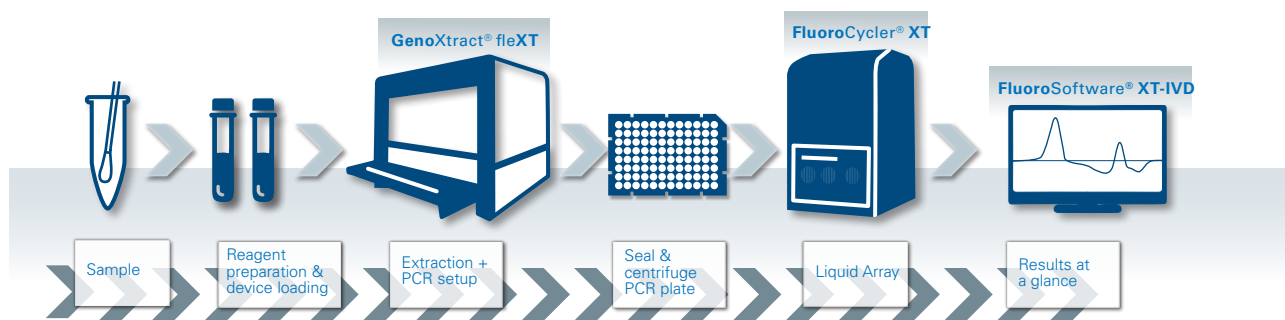 GenoXtract® fleXT
FluoroCycler® XT
FluoroSoftware® XT-IVD
Sample
Reagent
preparation &
device loading
Extraction +
PCR setup
Seal &
centrifuge
PCR plate
Liquid Array
Results at
a glance